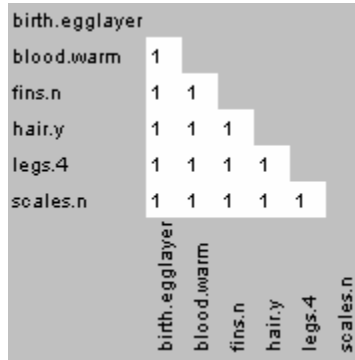 birth.egglayer
blood.warm 1
fins.n 1 1
hair.y 1 1 1
legs.4 1 1 1 1
scales.n 1 1 1 1 1
birth.egglayer
blood.warm
fins.n
hair.y
legs.4
scales.n